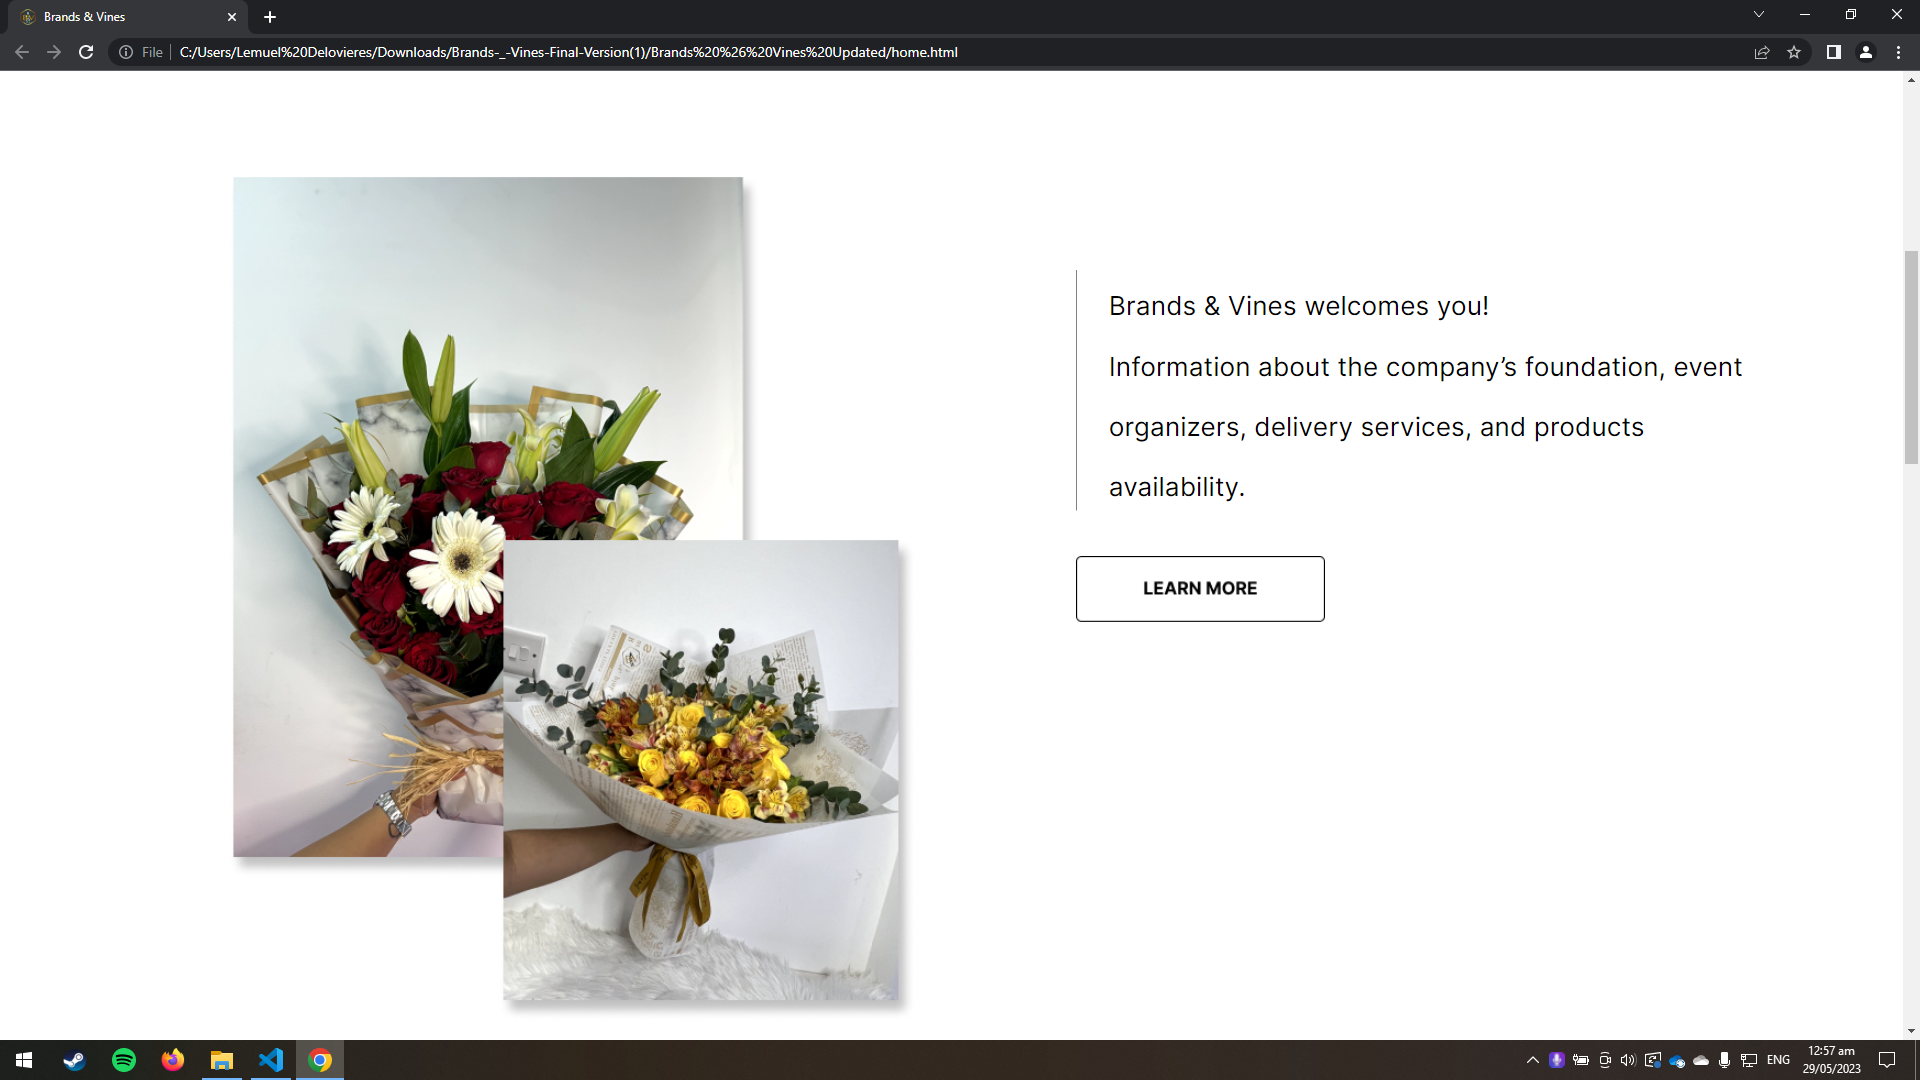 Brands & Vines
File
C:/Users/Lemuel%20Delovieres/Downloads/Brands-_-Vines-Final-Version(1)/Brands%20%26%20Vines%20Updated/home.html
Brands & Vines welcomes you!
Information about the company’s foundation, event
organizers, delivery services, and products
availability.
LEARN MORE
ENG
12:57 am
29/05/2023